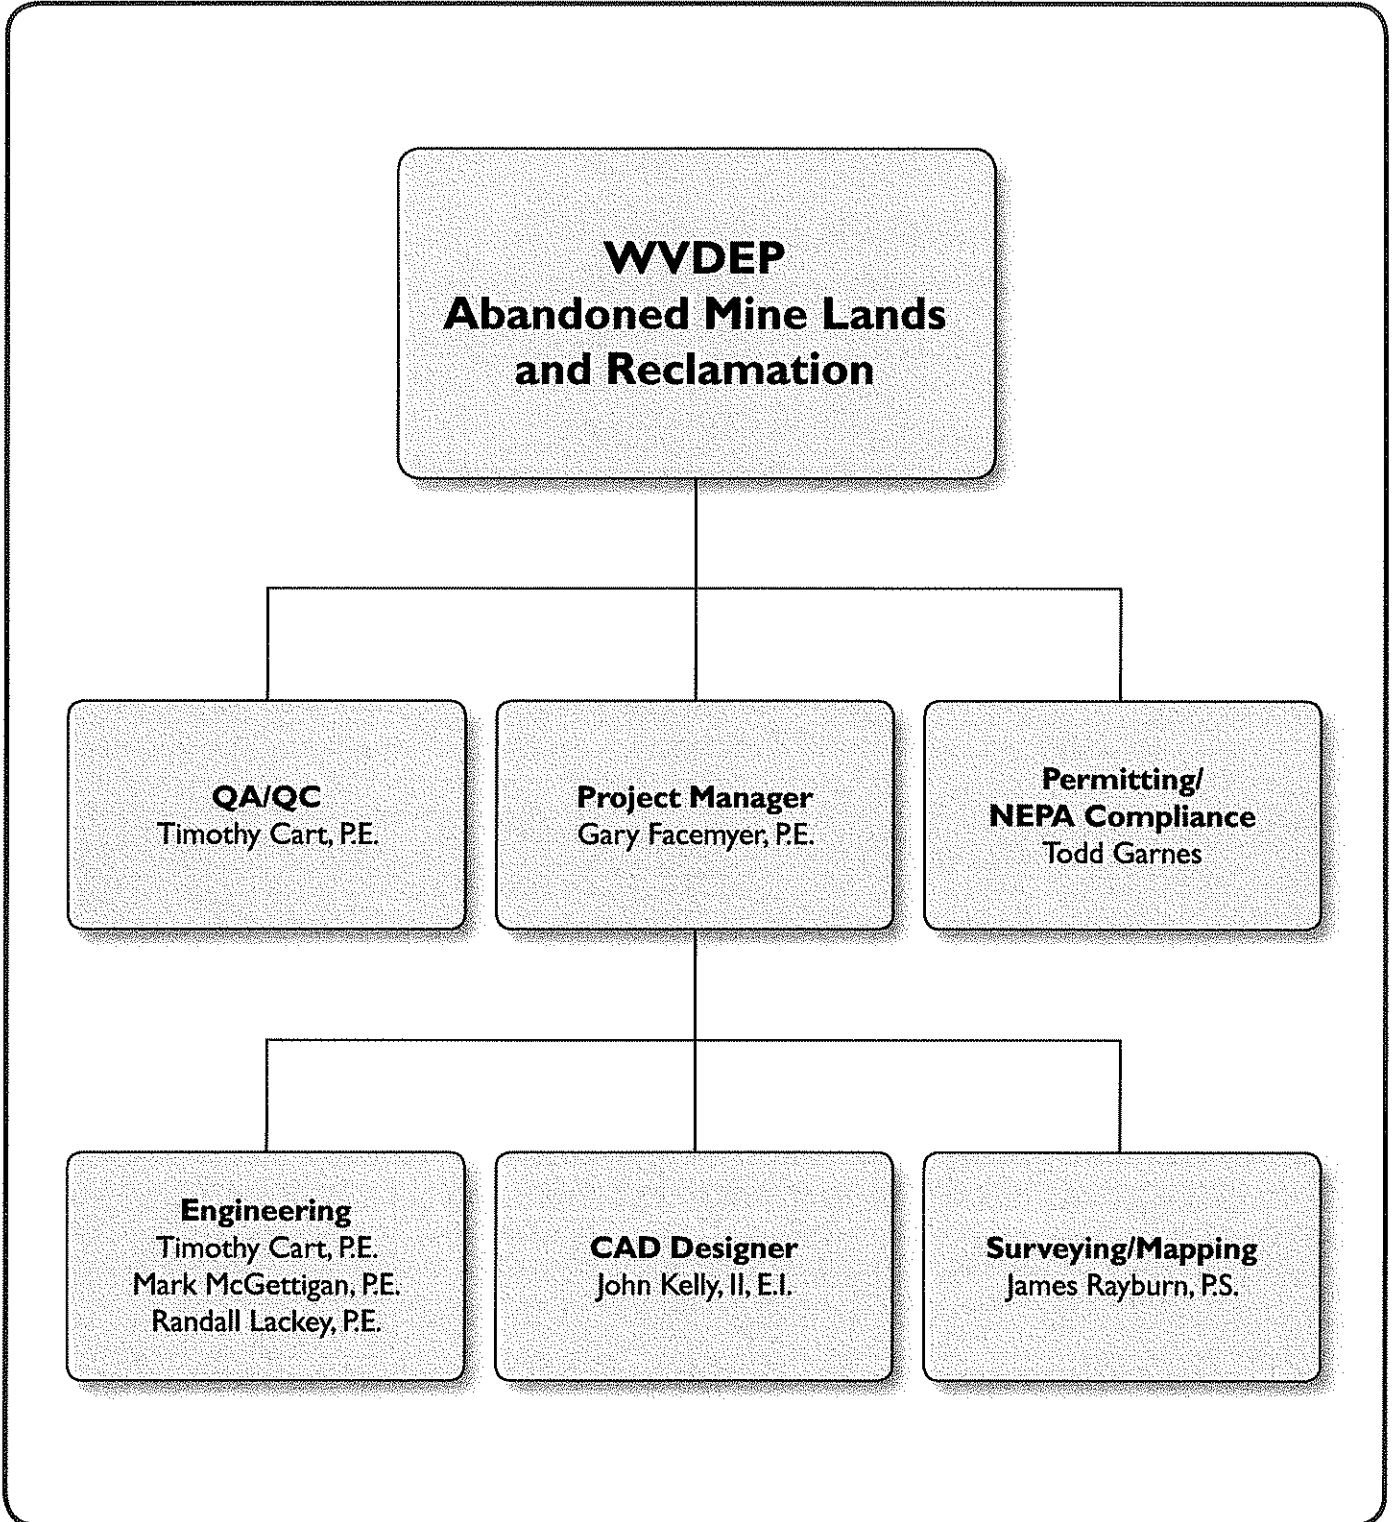 WVDEP
Abandoned Mine Lands
and Reclamation
QA/QC
Timothy Cart, P.E.
Project Manager
Gary Facemyer, P.E.
Permitting/
NEPA Compliance
Todd Garnes
Engineering
Timothy Cart, P.E.
Mark McGettigan, P.E.
Randall Lackey, P.E.
CAD Designer
John Kelly, II, E.I.
Surveying/Mapping
James Rayburn, P.S.